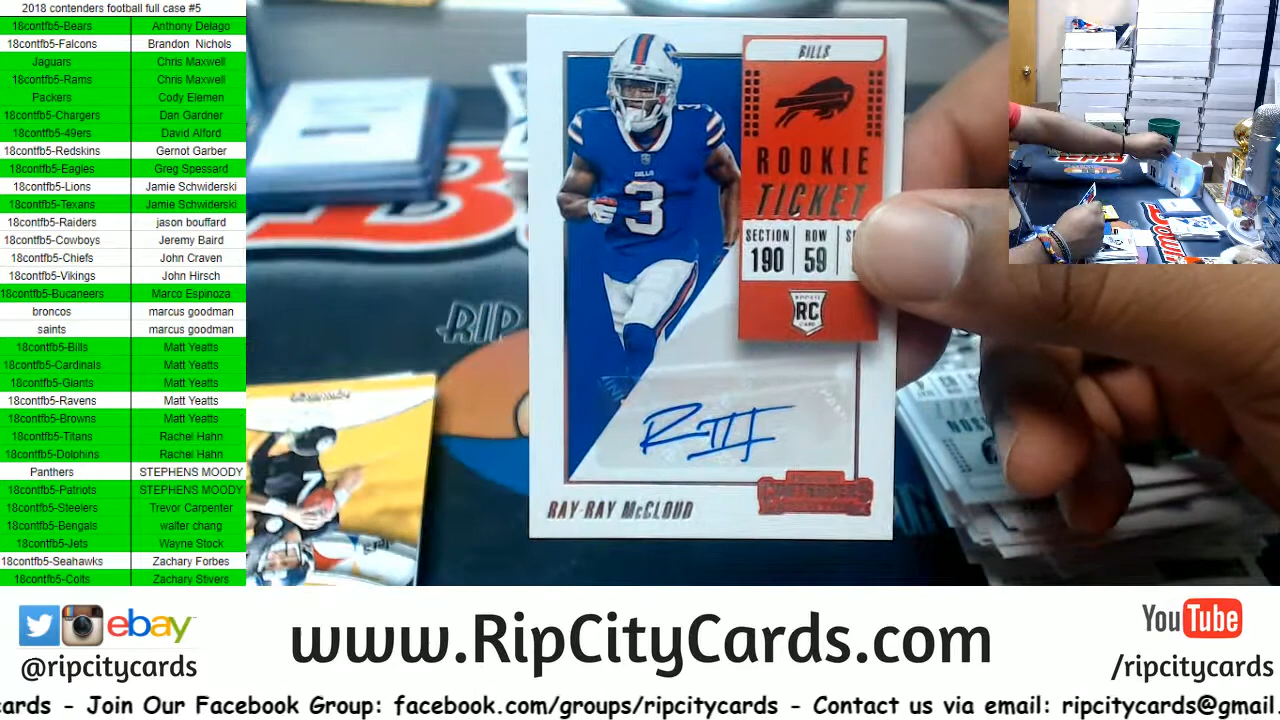 2018 contenders football full case #5
18contfb5-Bears Anthony Delago
18contfb5-Falcons Brandon Nichols
Jaguars Chris Maxwell
18contfb5-Rams Chris Maxwell
Packers Cody Elemen
18contfb5-Chargers Dan Gardner
18contfb5-49ers David Alford
18contfb5-Redskins Gernot Garber
18contfb5-Eagles Greg Spessard
18contfb5-Lions Jamie Schwiderski
18contfb5-Texans Jamie Schwiderski
18contfb5-Raiders jason bouffard
18contfb5-Cowboys Jeremy Baird
18contfb5-Chiefs John Craven
18contfb5-Vikings John Hirsch
18contfb5-Bucaneers Marco Espinoza
broncos marcus goodman
saints marcus goodman
18contfb5-Bills Matt Yeatts
18contfb5-Cardinals Matt Yeatts
18contfb5-Giants Matt Yeatts
18contfb5-Ravens Matt Yeatts
18contfb5-Browns Matt Yeatts
18contfb5-Titans Rachel Hahn
18contfb5-Dolphins Rachel Hahn
Panthers STEPHENS MOODY
18contfb5-Patriots STEPHENS MOODY
18contfb5-Steelers Trevor Carpenter
18contfb5-Bengals walter chang
18contfb5-Jets Wayne Stock
18contfb5-Seahawks Zachary Forbes
18contfb5-Colts Zachary Stivers
BILLS
ROOKIE
TICKET
SECTION ROW
190 59
RC
BILLS
3
RIP
RAY-RAY McCLOUD
CONTENDERS
7
ebay
@ripcitycards
www.RipCityCards.com
YouTube
/ripcitycards
cards - Join Our Facebook Group: facebook.com/groups/ripcitycards - Contact us via email: ripcitycards@gmail.